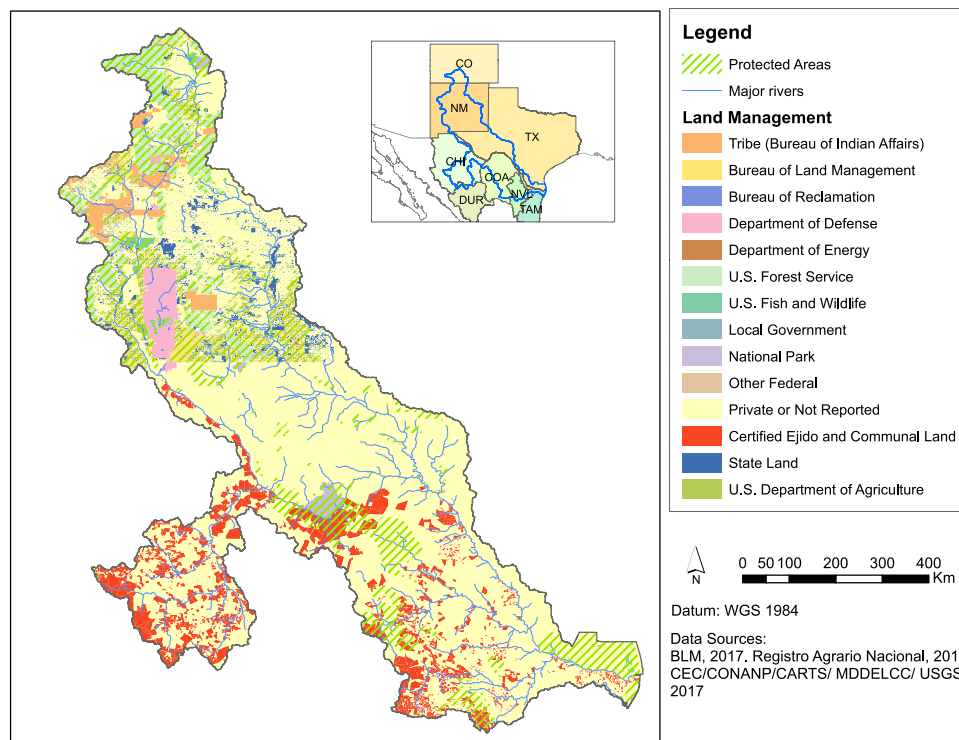 CO
NM
TX
CHI
COA
NVL
DUR
TAM
Legend
Protected Areas
Major rivers
Land Management
Tribe (Bureau of Indian Affairs)
Bureau of Land Management
Bureau of Reclamation
Department of Defense
Department of Energy
U.S. Forest Service
U.S. Fish and Wildlife
Local Government
National Park
Other Federal
Private or Not Reported
Certified Ejido and Communal Land
State Land
U.S. Department of Agriculture
N
0 50 100 200 300 400
Km
Datum: WGS 1984
Data Sources:
BLM, 2017. Registro Agrario Nacional, 201
CEC/CONANP/CARTS/ MDDELCC/ USGS
2017